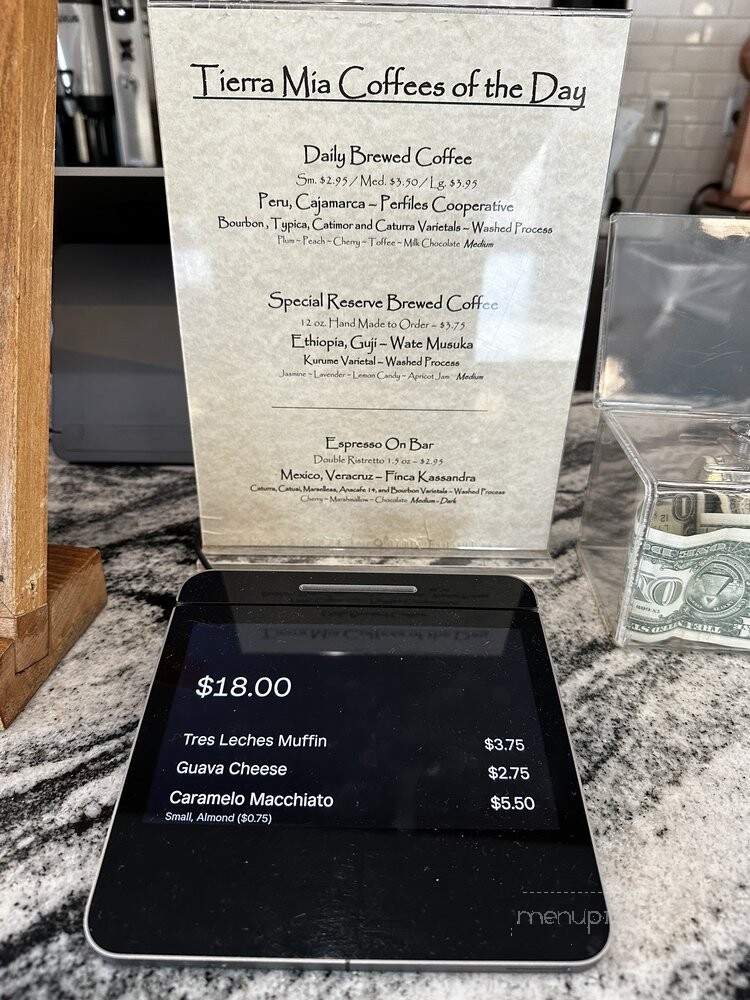 Tierra Mia Coffees of the Day
Daily Brewed Coffee
Sm. $2.95 / Med. $3.50 / Lg. $3.95
Peru, Cajamarca – Perfiles Cooperative
Bourbon , Typica, Catimor and Caturra Varietals – Washed Process
Plum ~ Peach ~ Cherry ~ Toffee ~ Milk Chocolate Medium
Special Reserve Brewed Coffee
12 oz. Hand Made to Order – $3.75
Ethiopia, Guji – Wate Musuka
Kurume Varietal – Washed Process
Jasmine ~ Lavender ~ Lemon Candy ~ Apricot Jam Medium
Espresso On Bar
Double Ristretto 1.5 oz – $2.95
Mexico, Veracruz – Finca Kassandra
Caturra, Catuai, Marsellesa, Anacafe 14, and Bourbon Varietals – Washed Process
Cherry ~ Marshmallow ~ Chocolate Medium - Dark
$18.00
Tres Leches Muffin $3.75
Guava Cheese $2.75
Caramelo Macchiato $5.50
Small, Almond ($0.75)
menupi